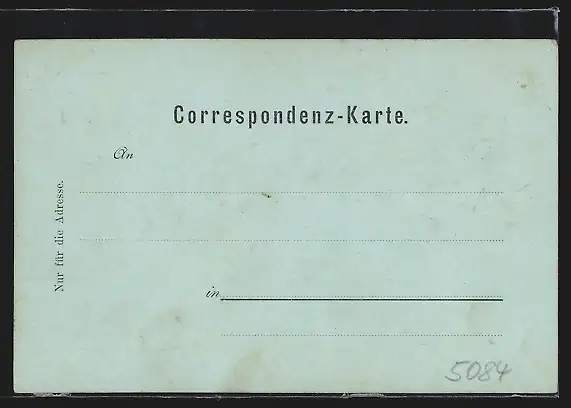 Correspondenz-Karte.
An
Nur für die Adresse.
in
5084